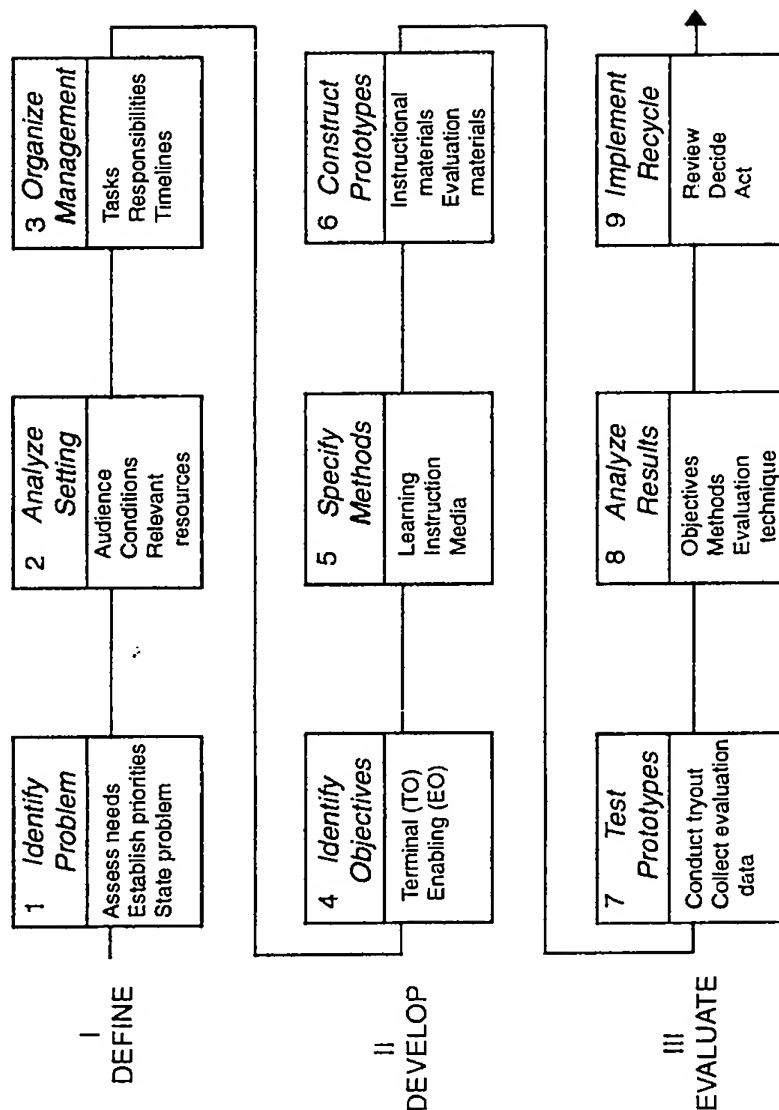 I
DEFINE
1 Identify
Problem
Assess needs
Establish priorities
State problem
2 Analyze
Setting
Audience
Conditions
Relevant
resources
3 Organize
Management
Tasks
Responsibilities
Timelines
II
DEVELOP
4 Identify
Objectives
Terminal (TO)
Enabling (EO)
5 Specify
Methods
Learning
Instruction
Media
6 Construct
Prototypes
Instructional
materials
Evaluation
materials
III
EVALUATE
7 Test
Prototypes
Conduct tryout
Collect evaluation
data
8 Analyze
Results
Objectives
Methods
Evaluation
technique
9 Implement
Recycle
Review
Decide
Act